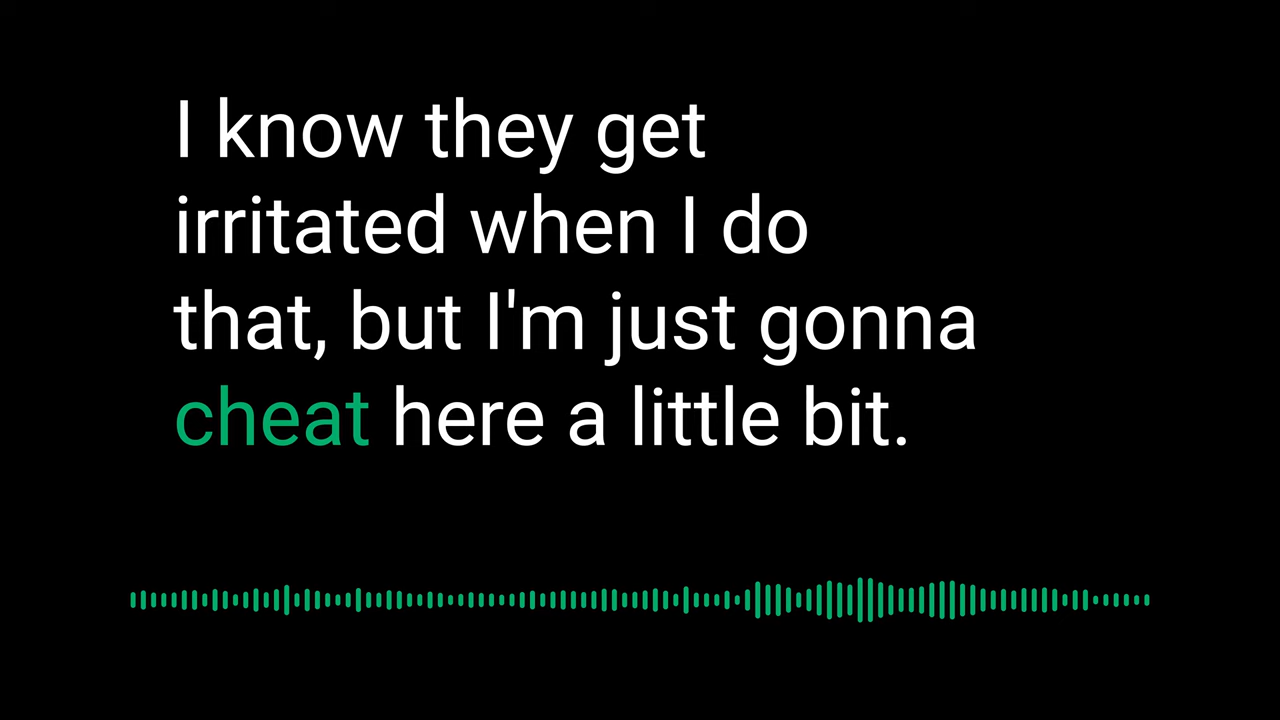 I know they get
irritated when I do
that, but I'm just gonna
cheat here a little bit.